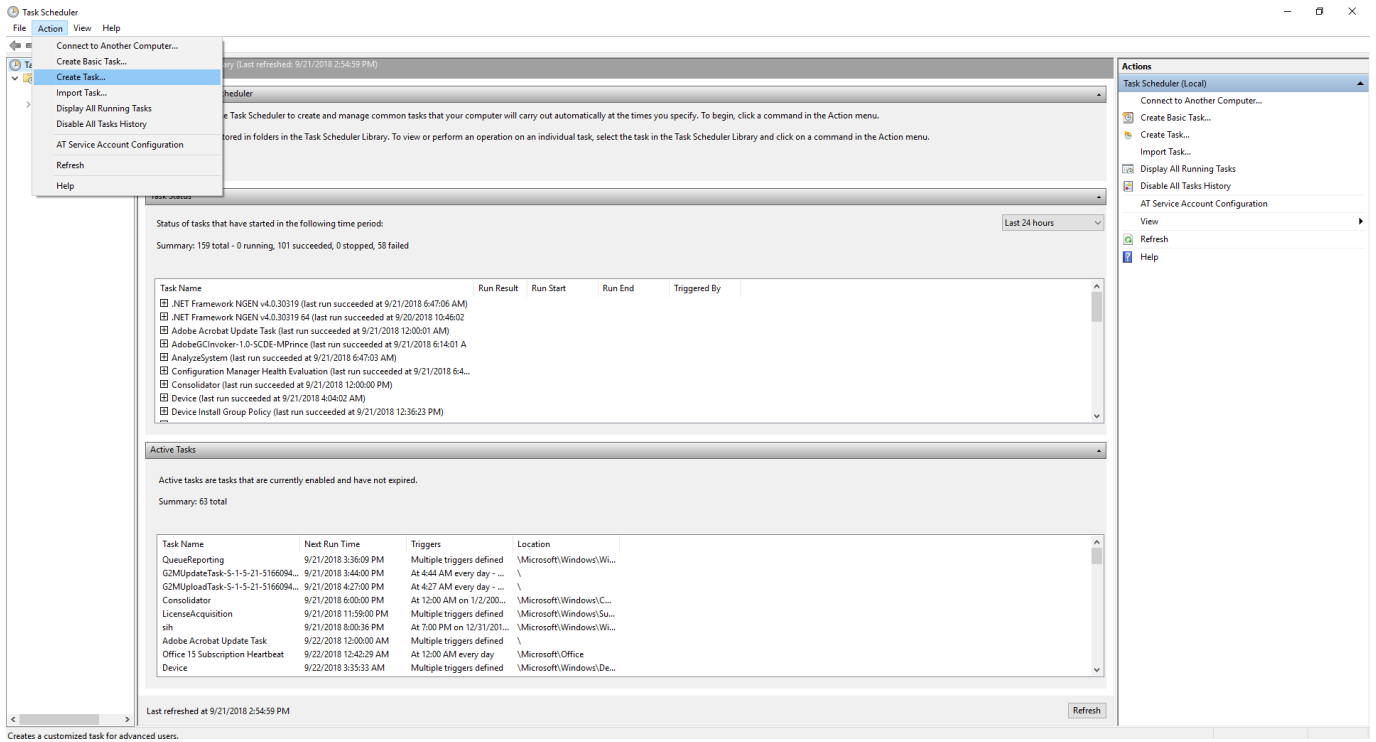 Task Scheduler
File Action View Help
Connect to Another Computer...
Create Basic Task...
Create Task...
Import Task...
Display All Running Tasks
Disable All Tasks History
AT Service Account Configuration
Refresh
Help
(Last refreshed: 9/21/2018 2:54:59 PM)
Task Scheduler to create and manage common tasks that your computer will carry out automatically at the times you specify. To begin, click a command in the Action menu.
in folders in the Task Scheduler Library. To view or perform an operation on an individual task, select the task in the Task Scheduler Library and click on a command in the Action menu.
Task Status
Status of tasks that have started in the following time period:
Last 24 hours
Summary: 159 total - 0 running, 101 succeeded, 0 stopped, 58 failed
Task Name Run Result Run Start Run End Triggered By
.NET Framework NGEN v4.0.30319 (last run succeeded at 9/21/2018 6:47:06 AM)
.NET Framework NGEN v4.0.30319 64 (last run succeeded at 9/20/2018 10:46:02
Adobe Acrobat Update Task (last run succeeded at 9/21/2018 12:00:01 AM)
AdobeGCInvoker-1.0-SCDE-MPrince (last run succeeded at 9/21/2018 6:14:01 A
AnalyzeSystem (last run succeeded at 9/21/2018 6:47:03 AM)
Configuration Manager Health Evaluation (last run succeeded at 9/21/2018 6:4...
Consolidator (last run succeeded at 9/21/2018 12:00:00 PM)
Device (last run succeeded at 9/21/2018 4:04:02 AM)
Device Install Group Policy (last run succeeded at 9/21/2018 12:36:23 PM)
Active Tasks
Active tasks are tasks that are currently enabled and have not expired.
Summary: 63 total
Task Name Next Run Time Triggers Location
QueueReporting 9/21/2018 3:36:09 PM Multiple triggers defined \Microsoft\Windows\Wi...
G2MUpdateTask-S-1-5-21-5166094... 9/21/2018 3:44:00 PM At 4:44 AM every day - ... \
G2MUploadTask-S-1-5-21-5166094... 9/21/2018 4:27:00 PM At 4:27 AM every day - ... \
Consolidator 9/21/2018 6:00:00 PM At 12:00 AM on 1/2/200... \Microsoft\Windows\C...
LicenseAcquisition 9/21/2018 11:59:00 PM Multiple triggers defined \Microsoft\Windows\Su...
sih 9/21/2018 8:00:36 PM At 7:00 PM on 12/31/201... \Microsoft\Windows\Wi...
Adobe Acrobat Update Task 9/22/2018 12:00:00 AM Multiple triggers defined \
Office 15 Subscription Heartbeat 9/22/2018 12:42:29 AM At 12:00 AM every day \Microsoft\Office
Device 9/22/2018 3:35:33 AM Multiple triggers defined \Microsoft\Windows\De...
Last refreshed at 9/21/2018 2:54:59 PM
Refresh
Actions
Task Scheduler (Local)
Connect to Another Computer...
Create Basic Task...
Create Task...
Import Task...
Display All Running Tasks
Disable All Tasks History
AT Service Account Configuration
View
Refresh
Help
Creates a customized task for advanced users.